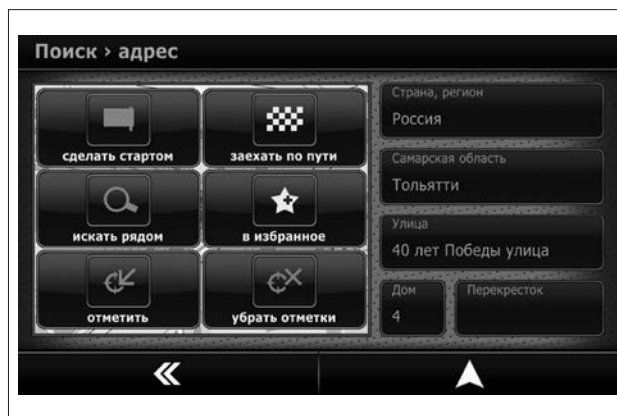 Поиск › адрес
сделать стартом
заехать по пути
искать рядом
в избранное
отметить
убрать отметки
Страна, регион
Россия
Самарская область
Тольятти
Улица
40 лет Победы улица
Дом
4
Перекресток